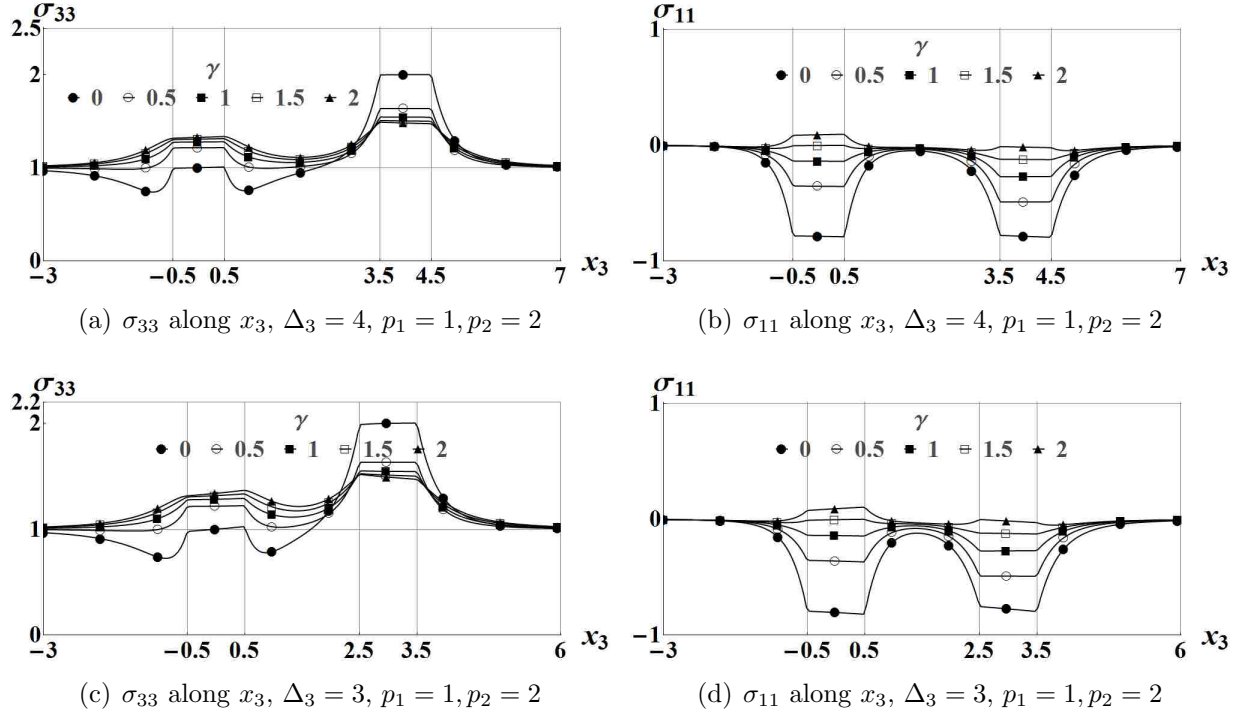 σ33
2.5
2
1
0
γ
0 0.5 1 1.5 2
−3 −0.5 0.5 3.5 4.5 7 x3
(a) σ33 along x3, Δ3 = 4, p1 = 1, p2 = 2
σ11
1
0
−1
γ
0 0.5 1 1.5 2
−3 −0.5 0.5 3.5 4.5 7 x3
(b) σ11 along x3, Δ3 = 4, p1 = 1, p2 = 2
σ33
2.2
2
1
0
γ
0 0.5 1 1.5 2
−3 −0.5 0.5 2.5 3.5 6 x3
(c) σ33 along x3, Δ3 = 3, p1 = 1, p2 = 2
σ11
1
0
−1
γ
0 0.5 1 1.5 2
−3 −0.5 0.5 2.5 3.5 6 x3
(d) σ11 along x3, Δ3 = 3, p1 = 1, p2 = 2